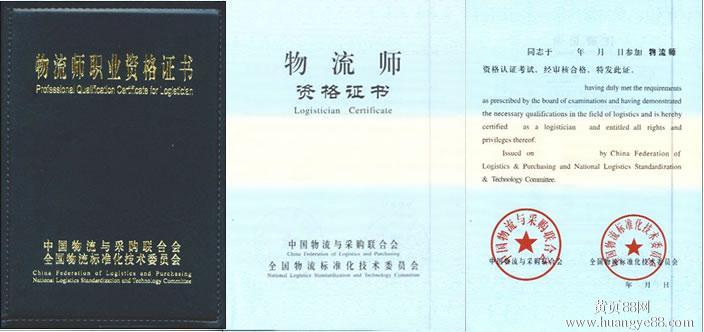 物流师职业资格证书
Professional Qualification Certificate for Logistician
中国物流与采购联合会
全国物流标准化技术委员会
China Federation of Logistics and Purchasing
National Logistics Standardization and Technology Committee
物流师
资格证书
Logistician Certificate
中国物流与采购联合会
China Federation of Logistics and Purchasing
全国物流标准化技术委员会
National Logistics Standardization and Technology Committee
同志于 年 月 日参加 物流师
资格认证考试、经审核合格、特发此证。
having duly met the requirements
as prescribed by the board of examinations and having demonstrated
the necessary qualifications in the field of logistics and is hereby
certified as a logistician and entitled all rights and
privileges thereof.
Issued on by China Federation of
Logistics & Purchasing and National Logistics Standardization
& Technology Committee.
中国物流与采购联合会
全国物流标准化技术委员会
中国物流与采购联合会
全国物流标准化技术委员会
年 月 日
黄页88网
www.huangye88.com